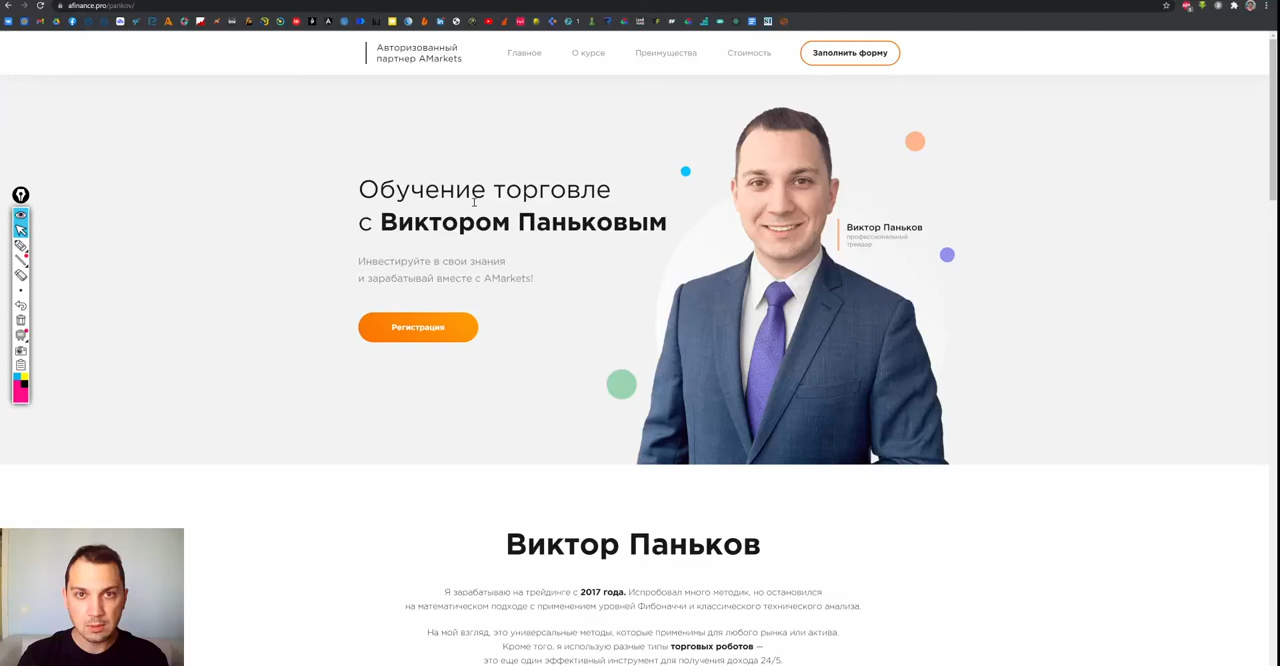 afinance.pro/pankov/
Авторизованный
партнер AMarkets
Главное
О курсе
Преимущества
Стоимость
Заполнить форму
Обучение торговле
с Виктором Паньковым
Инвестируйте в свои знания
и зарабатывай вместе с AMarkets!
Регистрация
Виктор Паньков
профессиональный
трейдер
Виктор Паньков
Я зарабатываю на трейдинге с 2017 года. Испробовал много методик, но остановился
на математическом подходе с применением уровней Фибоначчи и классического технического анализа.
На мой взгляд, это универсальные методы, которые применимы для любого рынка или актива.
Кроме того, я использую разные типы торговых роботов —
это еще один эффективный инструмент для получения дохода 24/5.